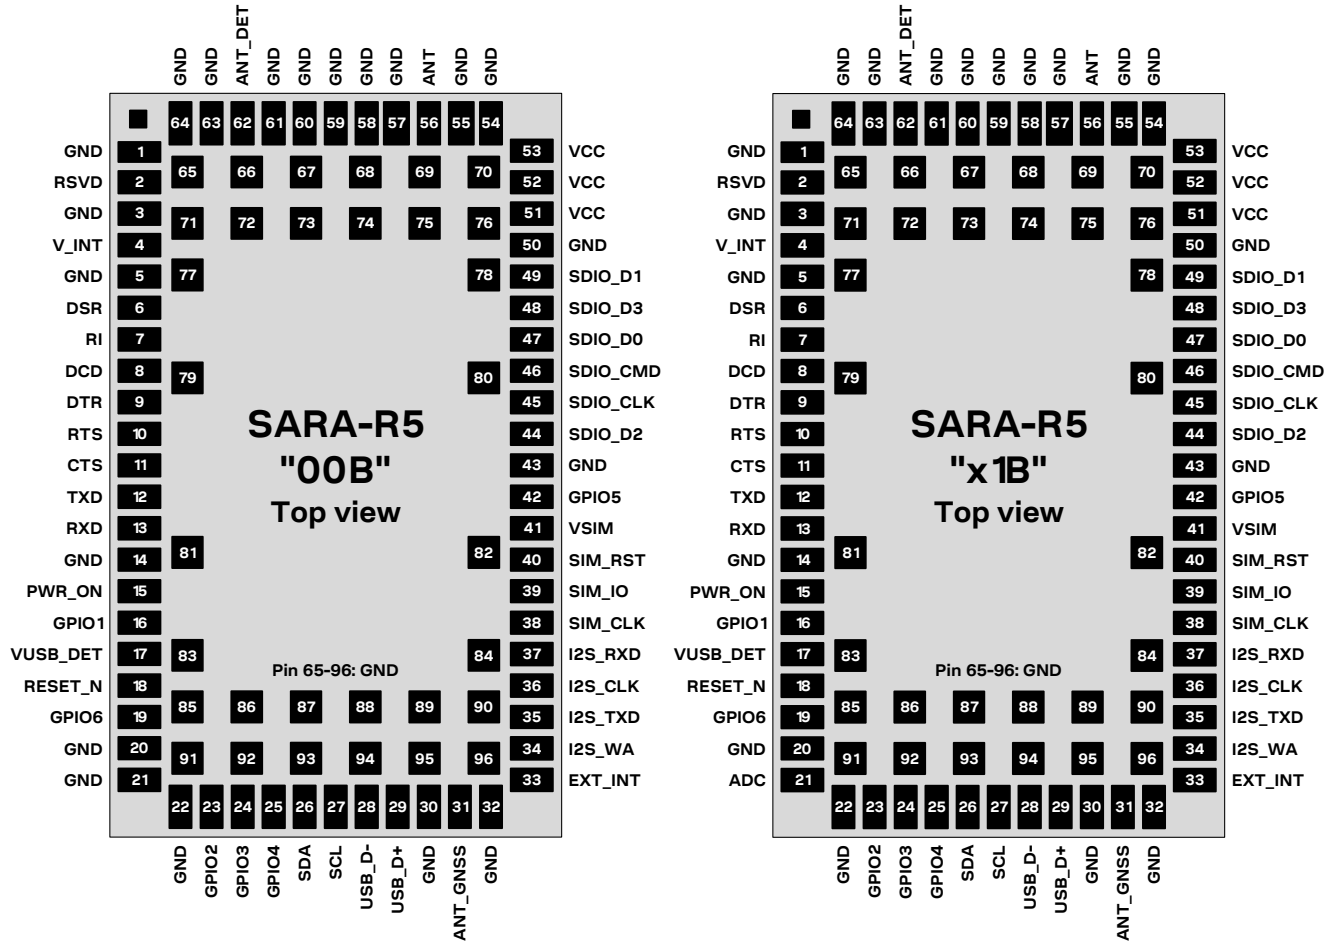 GND GND ANT_DET GND GND GND GND GND ANT GND GND
64 63 62 61 60 59 58 57 56 55 54
GND 1 53 VCC
65 66 67 68 69 70
RSVD 2 52 VCC
GND 3 51 VCC
71 72 73 74 75 76
V_INT 4 50 GND
GND 5 77 78 49 SDIO_D1
DSR 6 48 SDIO_D3
RI 7 47 SDIO_D0
DCD 8 79 80 46 SDIO_CMD
DTR 9 45 SDIO_CLK
RTS 10 44 SDIO_D2
CTS 11 43 GND
TXD 12 42 GPIO5
RXD 13 41 VSIM
GND 14 81 82 40 SIM_RST
PWR_ON 15 39 SIM_IO
GPIO1 16 38 SIM_CLK
VUSB_DET 17 83 84 37 I2S_RXD
RESET_N 18 36 I2S_CLK
GPIO6 19 85 86 87 88 89 90 35 I2S_TXD
GND 20 34 I2S_WA
91 92 93 94 95 96
GND 21 33 EXT_INT
22 23 24 25 26 27 28 29 30 31 32
GND GPIO2 GPIO3 GPIO4 SDA SCL USB_D- USB_D+ GND ANT_GNSS GND
SARA-R5
"00B"
Top view
Pin 65-96: GND
GND GND ANT_DET GND GND GND GND GND ANT GND GND
64 63 62 61 60 59 58 57 56 55 54
GND 1 53 VCC
65 66 67 68 69 70
RSVD 2 52 VCC
GND 3 51 VCC
71 72 73 74 75 76
V_INT 4 50 GND
GND 5 77 78 49 SDIO_D1
DSR 6 48 SDIO_D3
RI 7 47 SDIO_D0
DCD 8 79 80 46 SDIO_CMD
DTR 9 45 SDIO_CLK
RTS 10 44 SDIO_D2
CTS 11 43 GND
TXD 12 42 GPIO5
RXD 13 41 VSIM
GND 14 81 82 40 SIM_RST
PWR_ON 15 39 SIM_IO
GPIO1 16 38 SIM_CLK
VUSB_DET 17 83 84 37 I2S_RXD
RESET_N 18 36 I2S_CLK
GPIO6 19 85 86 87 88 89 90 35 I2S_TXD
GND 20 34 I2S_WA
91 92 93 94 95 96
ADC 21 33 EXT_INT
22 23 24 25 26 27 28 29 30 31 32
GND GPIO2 GPIO3 GPIO4 SDA SCL USB_D- USB_D+ GND ANT_GNSS GND
SARA-R5
"x1B"
Top view
Pin 65-96: GND